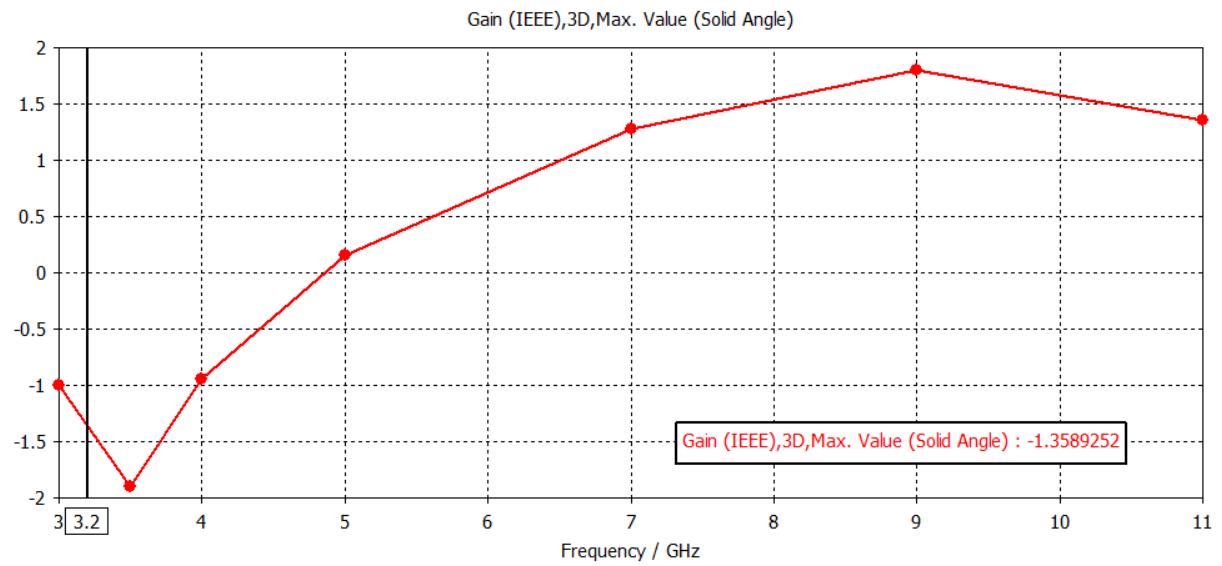 Gain (IEEE),3D,Max. Value (Solid Angle)
2
1.5
1
0.5
0
-0.5
-1
-1.5
-2
Gain (IEEE),3D,Max. Value (Solid Angle) : -1.3589252
3 3.2 4 5 6 7 8 9 10 11
Frequency / GHz